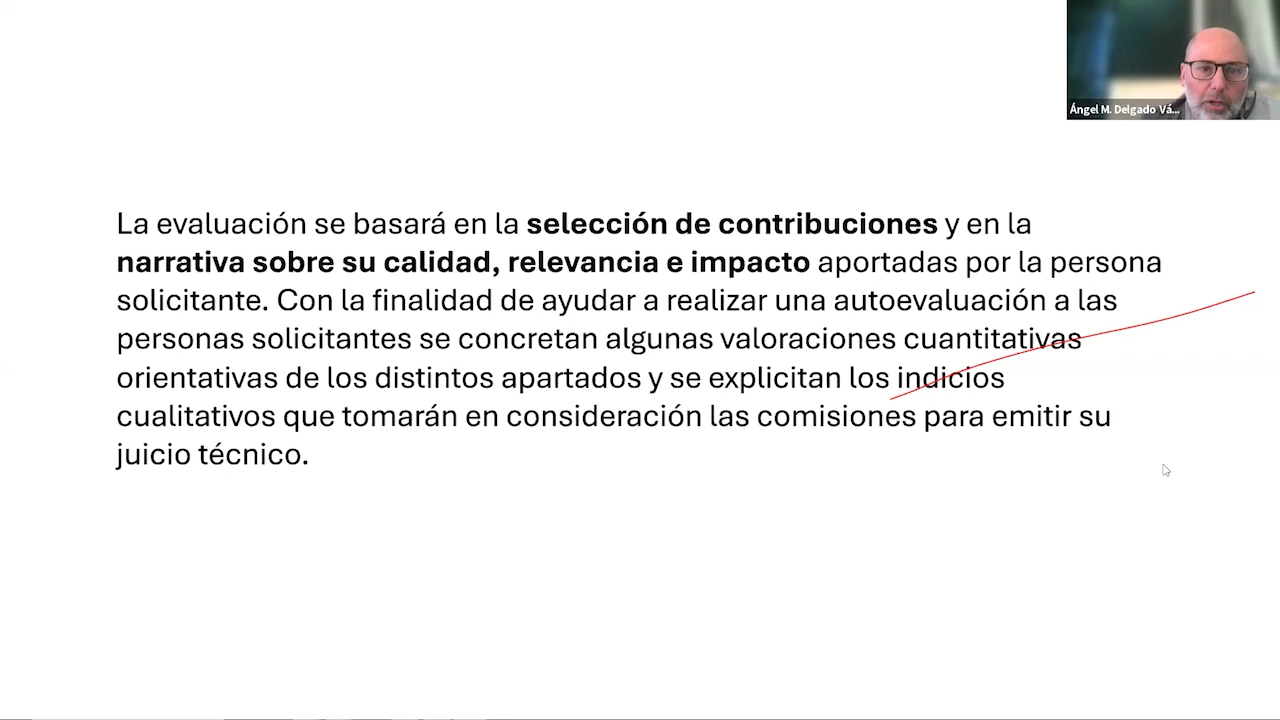 Ángel M. Delgado Vá...
La evaluación se basará en la selección de contribuciones y en la
narrativa sobre su calidad, relevancia e impacto aportadas por la persona
solicitante. Con la finalidad de ayudar a realizar una autoevaluación a las
personas solicitantes se concretan algunas valoraciones cuantitativas
orientativas de los distintos apartados y se explicitan los indicios
cualitativos que tomarán en consideración las comisiones para emitir su
juicio técnico.